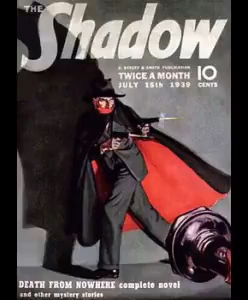 THE
Shadow
A STREET & SMITH PUBLICATION
TWICE A MONTH
JULY 15th 1939
10
CENTS
DEATH FROM NOWHERE complete novel
and other mystery stories